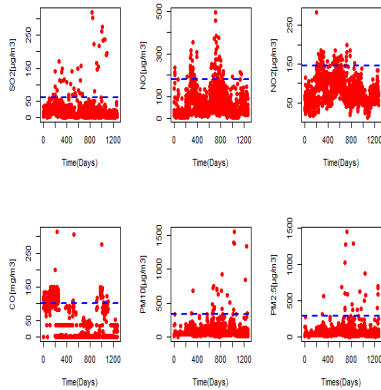 SO2[µg/m3]
50 150 250
0 400 800 1200
Time(Days)
NO[µg/m3]
0 100 300 500
0 400 800 1200
Time(Days)
NO2[µg/m3]
50 150 250
0 400 800 1200
Time(Days)
CO[mg/m3]
0 50 150 250
0 400 800 1200
Time(Days)
PM10[µg/m3]
0 500 1000 1500
0 400 800 1200
Time(Days)
PM2.5[µg/m3]
0 500 1000 1500
0 400 800 1200
Time(Days)